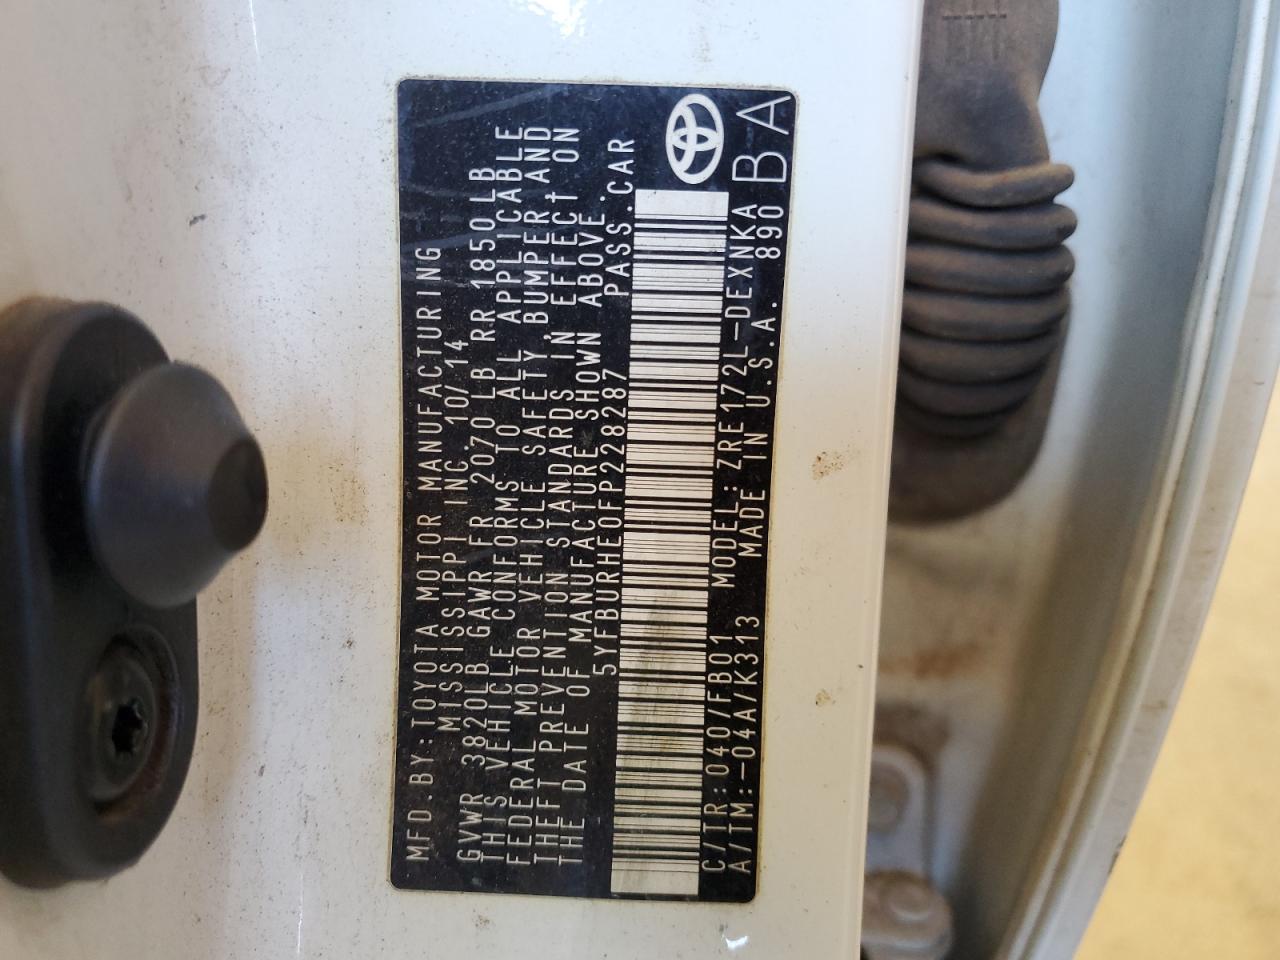 MFD.BY:TOYOTA MOTOR MANUFACTURING
MISSISSIPPI INC. 10/14
GVWR 3820LB GAWR FR 2070LB RR 1850LB
THIS VEHICLE CONFORMS TO ALL APPLICABLE
FEDERAL MOTOR VEHICLE SAFETY BUMPER, AND
THEFT PREVENTION STANDARDS IN EFFECT ON
THE DATE OF MANUFACTURE SHOWN ABOVE.
5YFBURHE0FP228287 PASS.CAR
C/TR:040/FB01 MODEL:ZRE172L-DEXNKA
A/TM:-04A/K313 MADE IN U.S.A. 890 BA